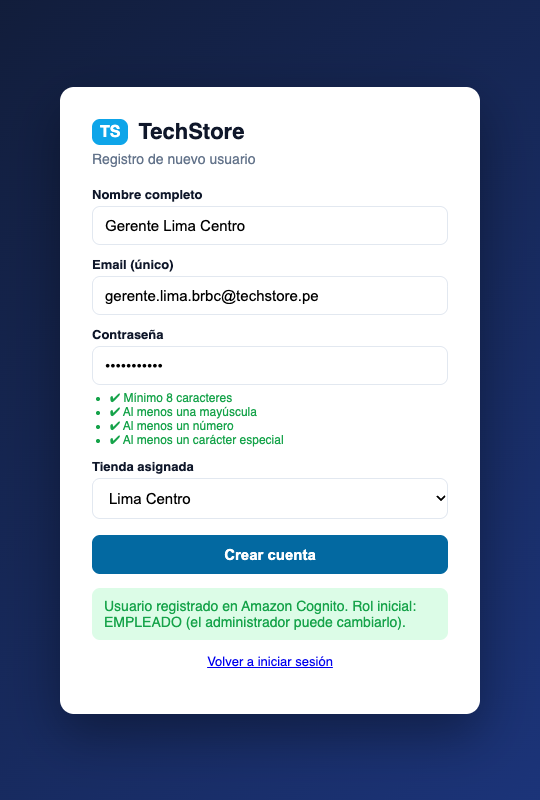 TS TechStore
Registro de nuevo usuario
Nombre completo
Gerente Lima Centro
Email (único)
gerente.lima.brbc@techstore.pe
Contraseña
•••••••••••
✔ Mínimo 8 caracteres
✔ Al menos una mayúscula
✔ Al menos un número
✔ Al menos un carácter especial
Tienda asignada
Lima Centro
Crear cuenta
Usuario registrado en Amazon Cognito. Rol inicial:
EMPLEADO (el administrador puede cambiarlo).
Volver a iniciar sesión